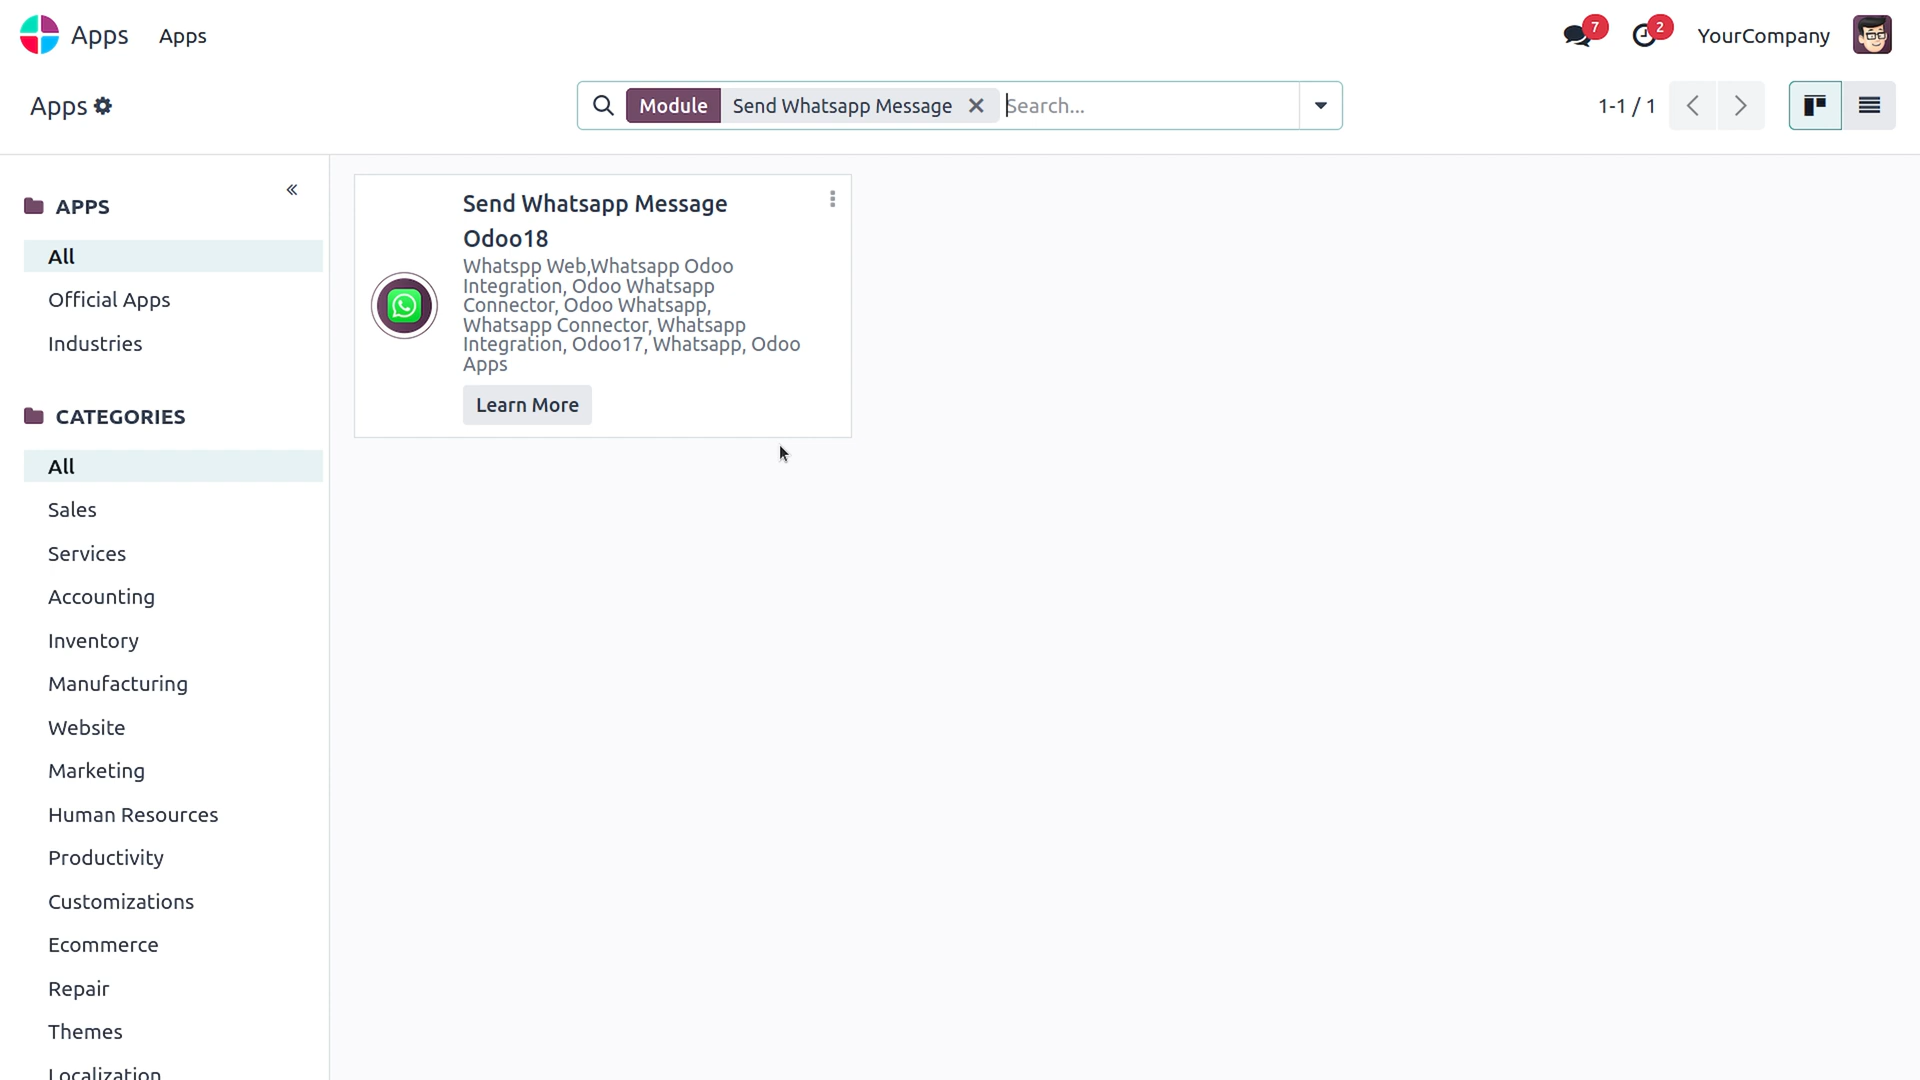 Apps
Apps
7
2
YourCompany
Apps
Module
Send Whatsapp Message
Search...
1-1 / 1
APPS
All
Official Apps
Industries
CATEGORIES
All
Sales
Services
Accounting
Inventory
Manufacturing
Website
Marketing
Human Resources
Productivity
Customizations
Ecommerce
Repair
Themes
Localization
Send Whatsapp Message
Odoo18
Whatspp Web,Whatsapp Odoo
Integration, Odoo Whatsapp
Connector, Odoo Whatsapp,
Whatsapp Connector, Whatsapp
Integration, Odoo17, Whatsapp, Odoo
Apps
Learn More